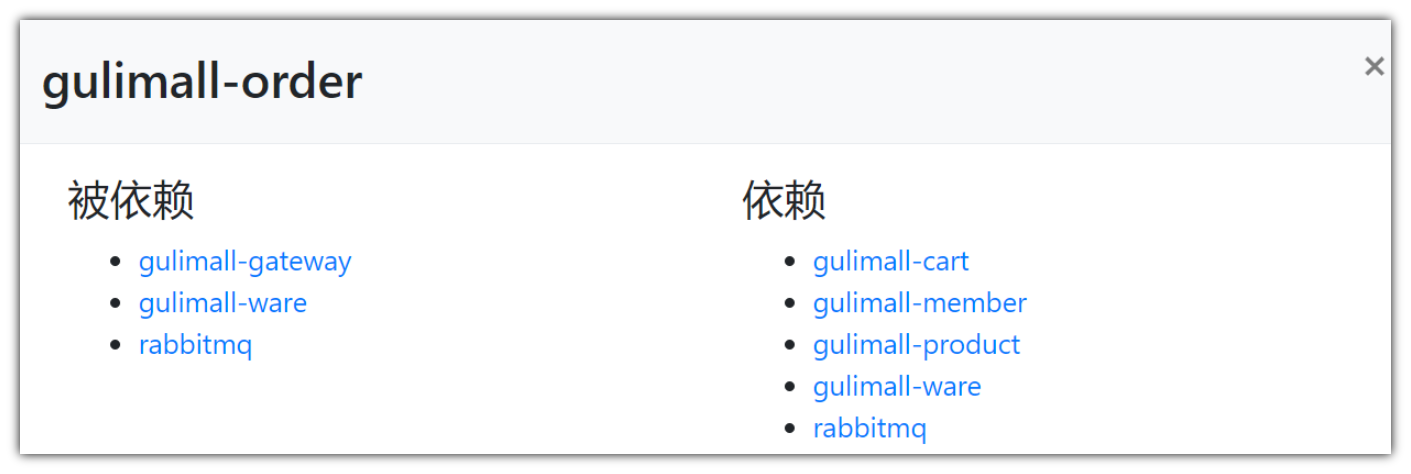 gulimall-order
×
被依赖
• gulimall-gateway
• gulimall-ware
• rabbitmq
依赖
• gulimall-cart
• gulimall-member
• gulimall-product
• gulimall-ware
• rabbitmq